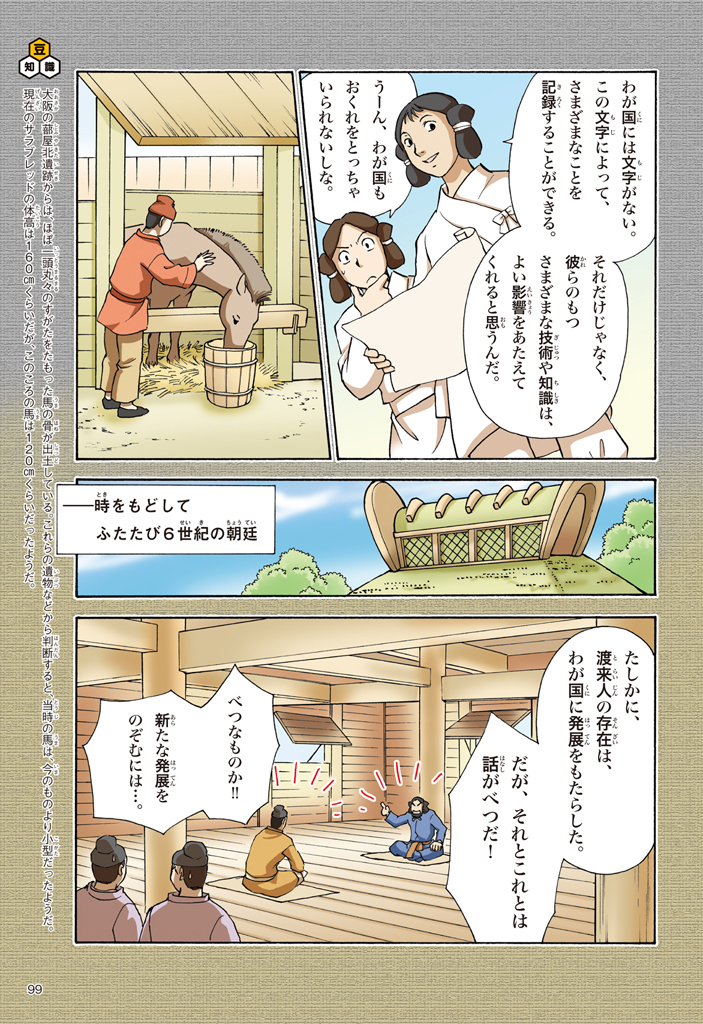 わが国には文字がない。
この文字によって、
さまざまなことを
記録することができる。
それだけじゃなく、
彼らのもつ
さまざまな技術や知識は、
よい影響をあたえて
くれると思うんだ。
うーん、わが国も
おくれをとっちゃ
いられないしな。
──時をもどして
ふたたび6世紀の朝廷
たしかに、
渡来人の存在は、
わが国に発展をもたらした。
だが、それとこれとは
話がべつだ！
べつなものか!!
新たな発展を
のぞむには…。
豆知識
大阪の蔀屋北遺跡からは、ほぼ一頭丸々のすがたをたもった馬の骨が出土している。これらの遺物などから判断すると、当時の馬は、今のものより小型だったようだ。
現在のサラブレッドの体高は160cmくらいだが、このころの馬は120cmくらいだったようだ。
99